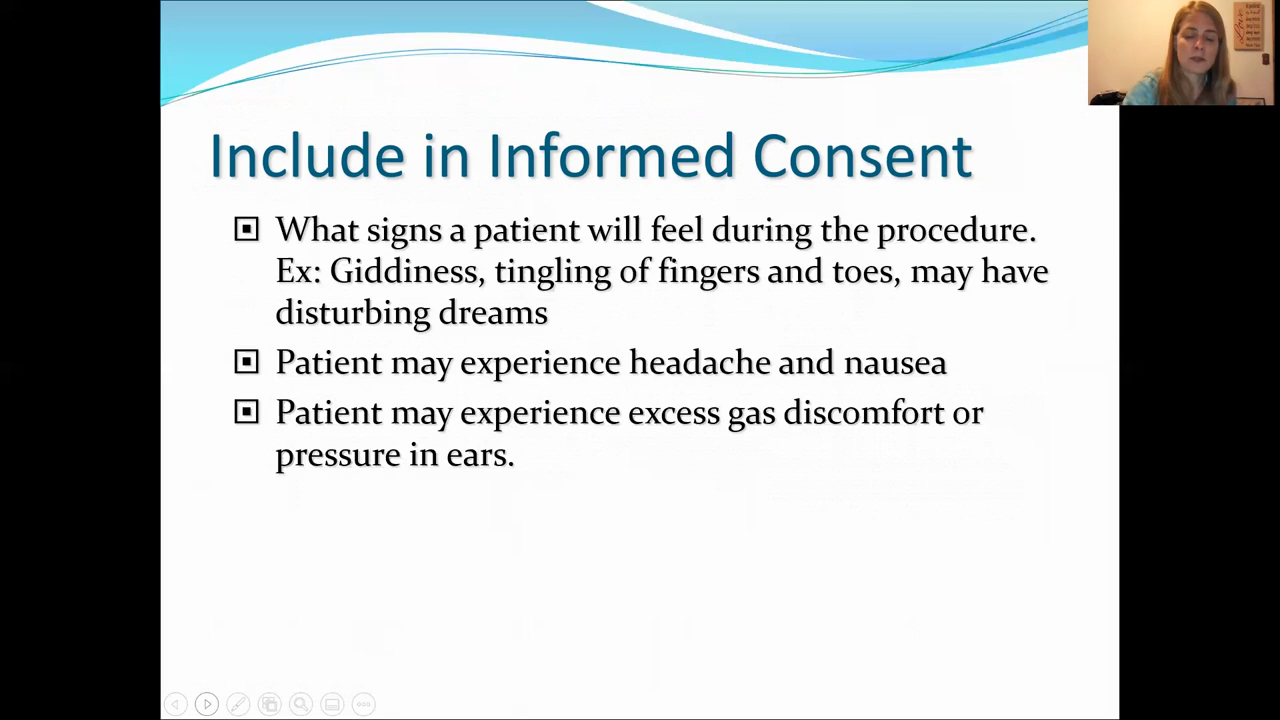 Include in Informed Consent
What signs a patient will feel during the procedure.
Ex: Giddiness, tingling of fingers and toes, may have
disturbing dreams
Patient may experience headache and nausea
Patient may experience excess gas discomfort or
pressure in ears.